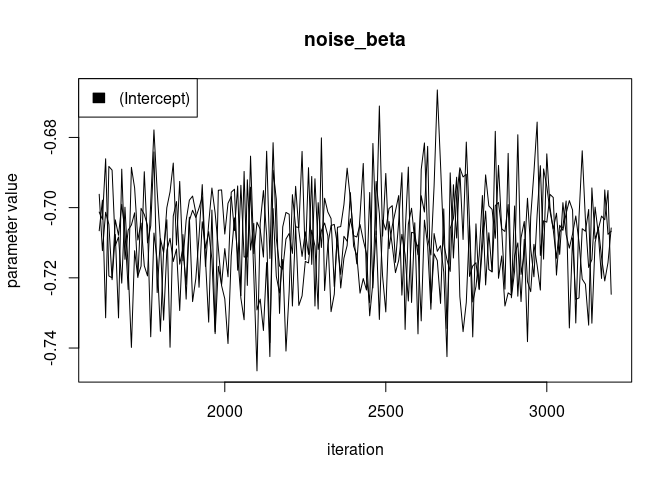 noise_beta
(Intercept)
parameter value
-0.68
-0.70
-0.72
-0.74
2000 2500 3000
iteration